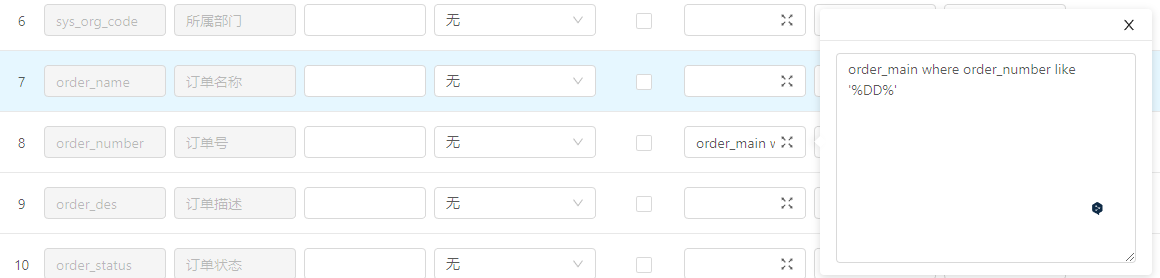 6 sys_org_code 所属部门 无
7 order_name 订单名称 无
8 order_number 订单号 无 order_main w
9 order_des 订单描述 无
10 order_status 订单状态 无
X
order_main where order_number like
'%DD%'